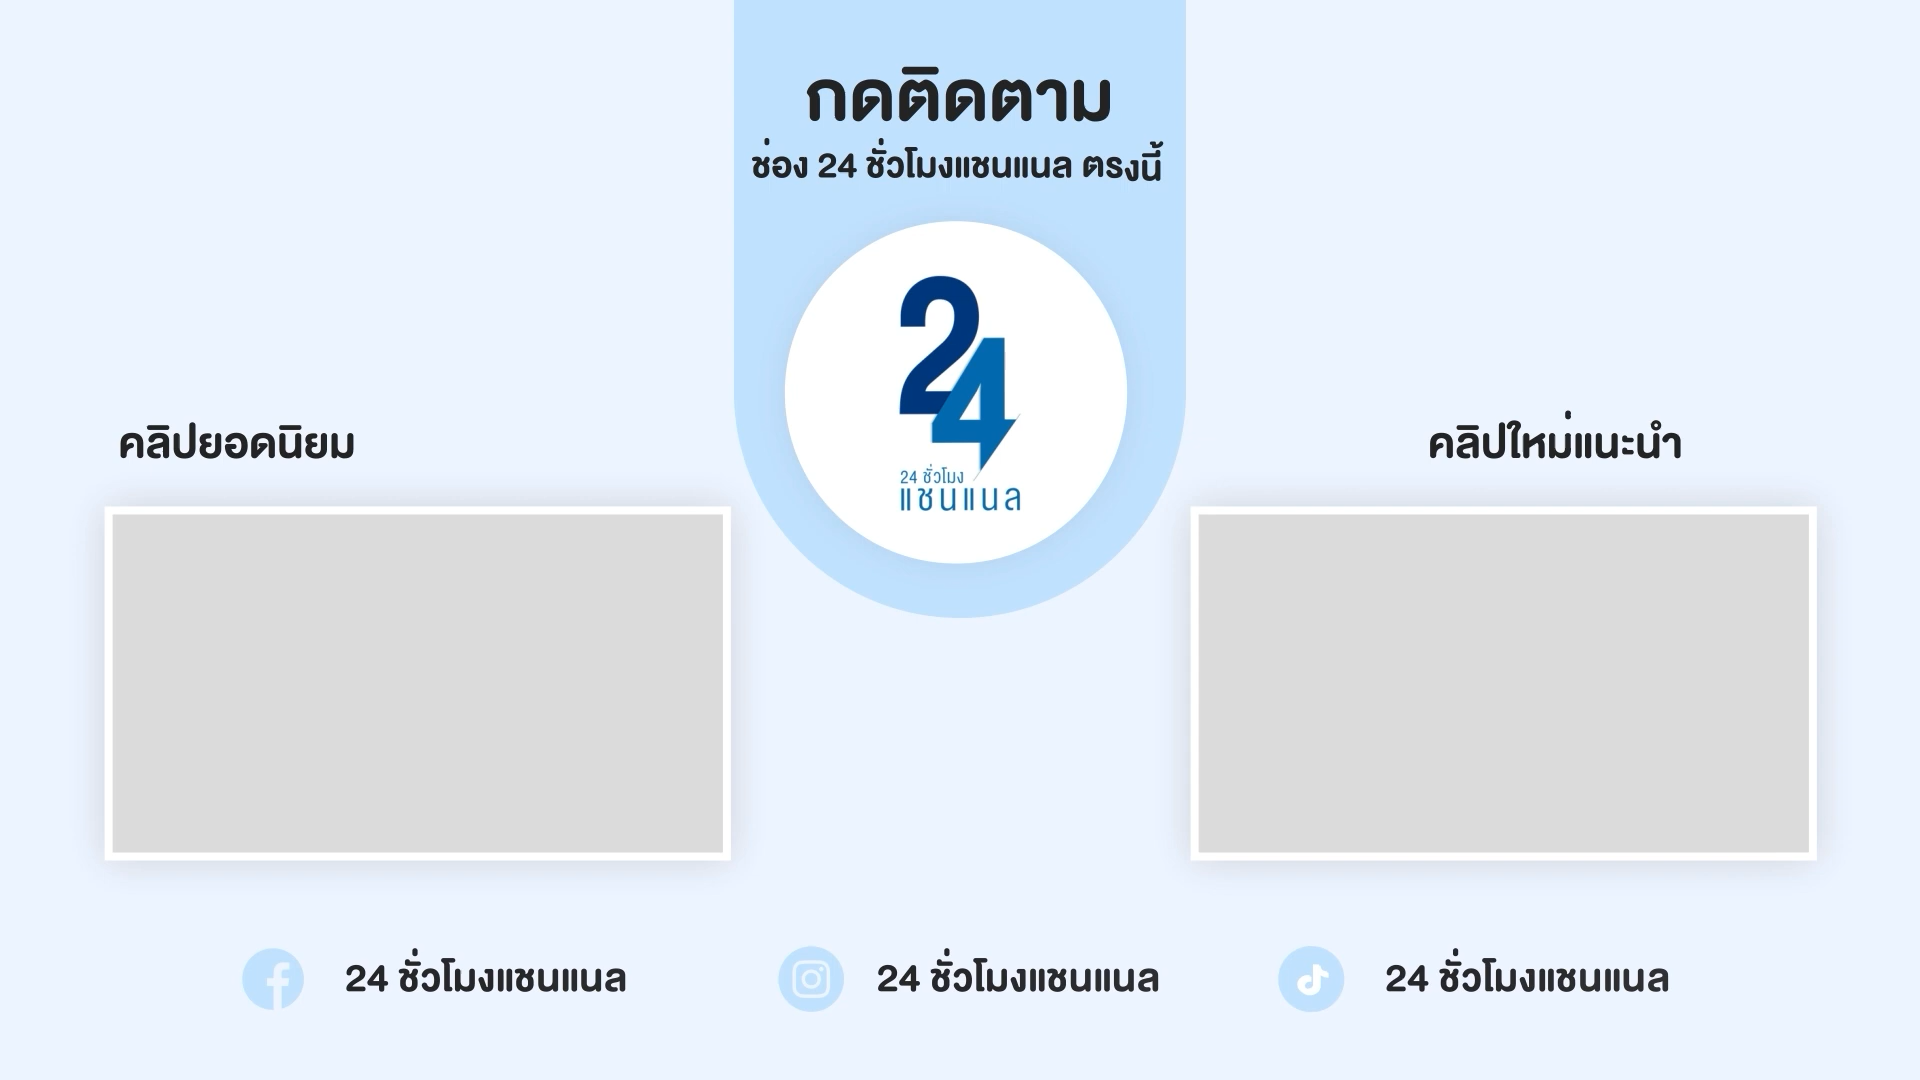 กดติดตาม
ช่อง 24 ชั่วโมงแชนแนล ตรงนี้
24
24 ชั่วโมง
แชนแนล
คลิปยอดนิยม
คลิปใหม่แนะนำ
24 ชั่วโมงแชนแนล
24 ชั่วโมงแชนแนล
24 ชั่วโมงแชนแนล